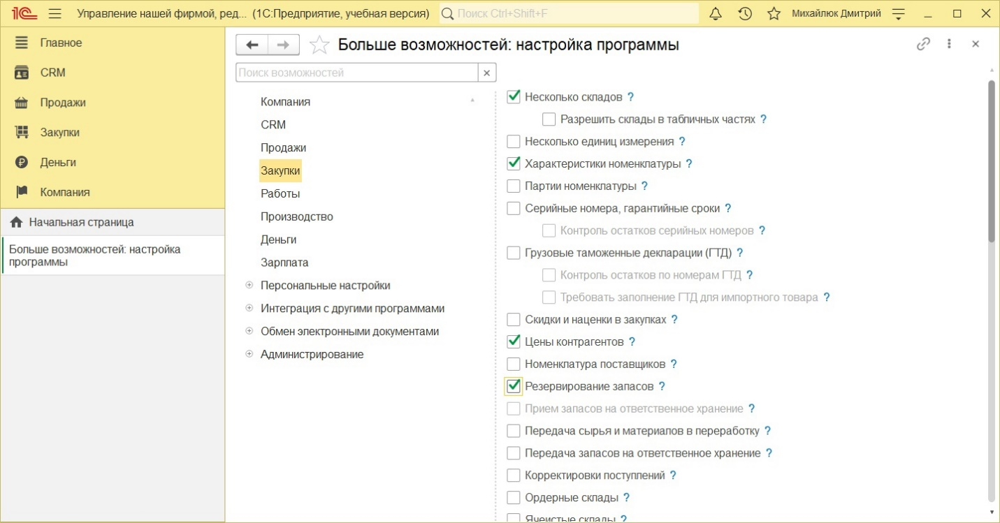 1С Управление нашей фирмой, ред... (1С:Предприятие, учебная версия) Поиск Ctrl+Shift+F Михайлюк Дмитрий
Главное
CRM
Продажи
Закупки
Деньги
Компания
Начальная страница
Больше возможностей: настройка
программы
Больше возможностей: настройка программы
Поиск возможностей
Компания
CRM
Продажи
Закупки
Работы
Производство
Деньги
Зарплата
Персональные настройки
Интеграция с другими программами
Обмен электронными документами
Администрирование
Несколько складов ?
Разрешить склады в табличных частях ?
Несколько единиц измерения ?
Характеристики номенклатуры ?
Партии номенклатуры ?
Серийные номера, гарантийные сроки ?
Контроль остатков серийных номеров ?
Грузовые таможенные декларации (ГТД) ?
Контроль остатков по номерам ГТД ?
Требовать заполнение ГТД для импортного товара ?
Скидки и наценки в закупках ?
Цены контрагентов ?
Номенклатура поставщиков ?
Резервирование запасов ?
Прием запасов на ответственное хранение ?
Передача сырья и материалов в переработку ?
Передача запасов на ответственное хранение ?
Корректировки поступлений ?
Ордерные склады ?
Ячеистые склады ?